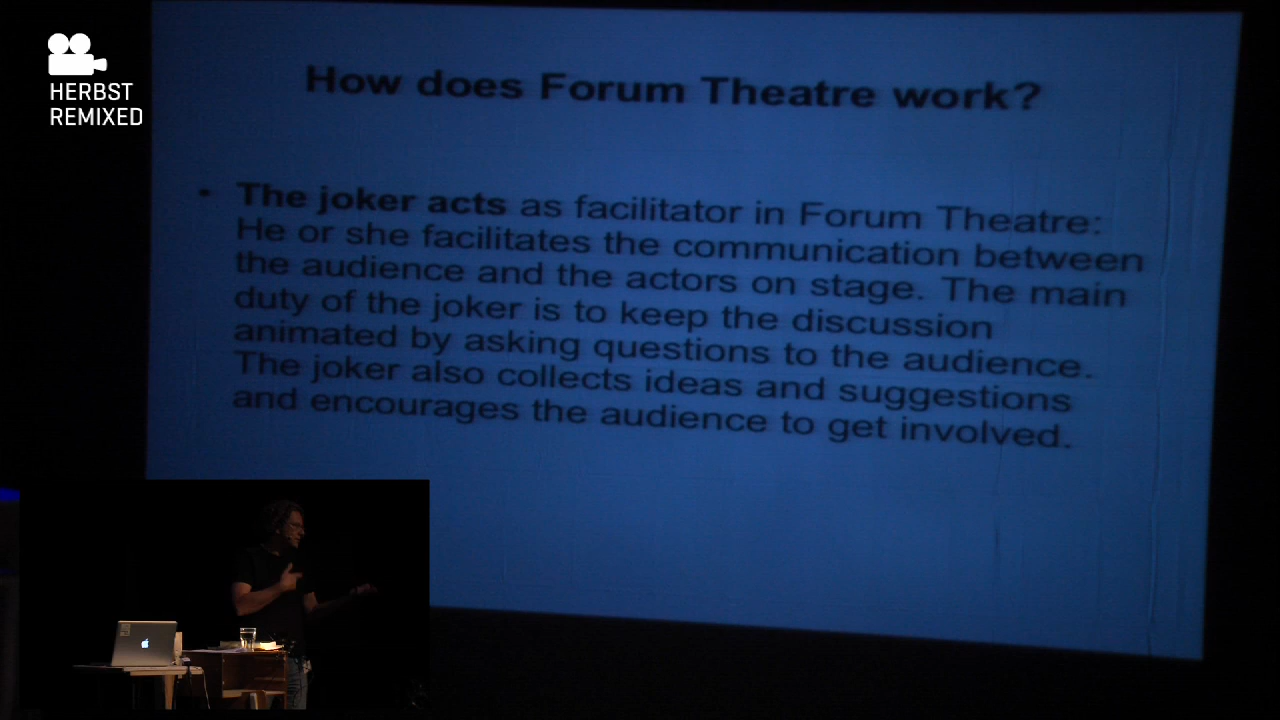 HERBST
REMIXED
How does Forum Theatre work?
• The joker acts as facilitator in Forum Theatre:
He or she facilitates the communication between
the audience and the actors on stage. The main
duty of the joker is to keep the discussion
animated by asking questions to the audience.
The joker also collects ideas and suggestions
and encourages the audience to get involved.